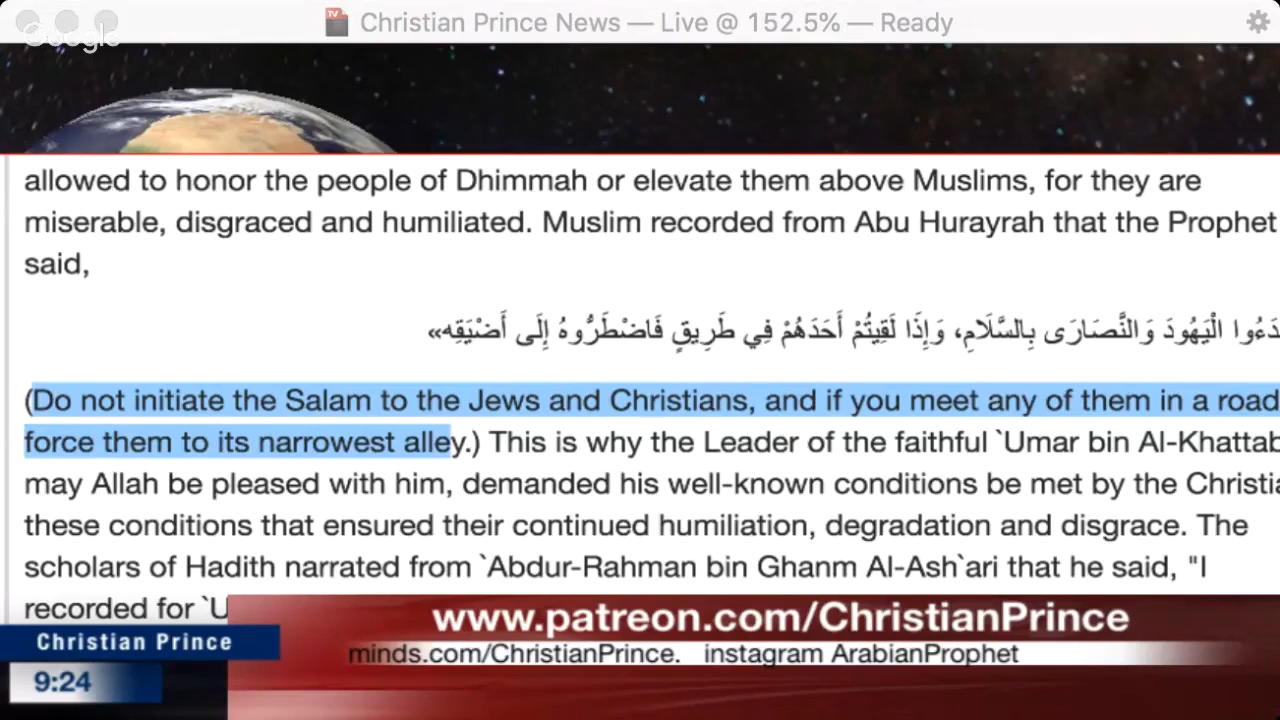 Christian Prince News — Live @ 152.5% — Ready
Google
allowed to honor the people of Dhimmah or elevate them above Muslims, for they are
miserable, disgraced and humiliated. Muslim recorded from Abu Hurayrah that the Prophet
said,
الْيَهُودَ وَالنَّصَارَى بِالسَّلَامِ، وَإِذَا لَقِيتُمْ أَحَدَهُمْ فِي طَرِيقٍ فَاضْطَرُّوهُ إِلَى أَضْيَقِه»
(Do not initiate the Salam to the Jews and Christians, and if you meet any of them in a road
force them to its narrowest alley.) This is why the Leader of the faithful `Umar bin Al-Khattab
may Allah be pleased with him, demanded his well-known conditions be met by the Christia
these conditions that ensured their continued humiliation, degradation and disgrace. The
scholars of Hadith narrated from `Abdur-Rahman bin Ghanm Al-Ash`ari that he said, "I
recorded for `U
www.patreon.com/ChristianPrince
Christian Prince
minds.com/ChristianPrince. instagram ArabianProphet
9:24